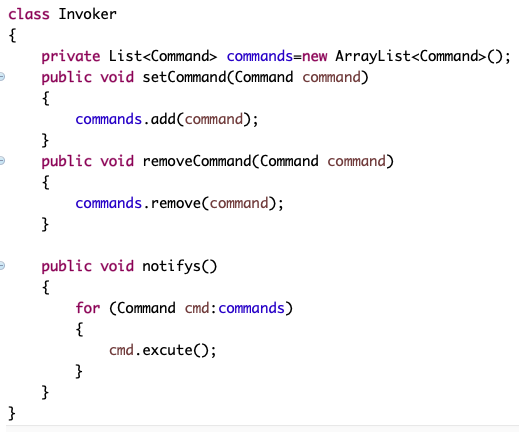 class Invoker
{
    private List<Command> commands=new ArrayList<Command>();
    public void setCommand(Command command)
    {
        commands.add(command);
    }
    public void removeCommand(Command command)
    {
        commands.remove(command);
    }

    public void notifys()
    {
        for (Command cmd:commands)
        {
            cmd.excute();
        }
    }
}